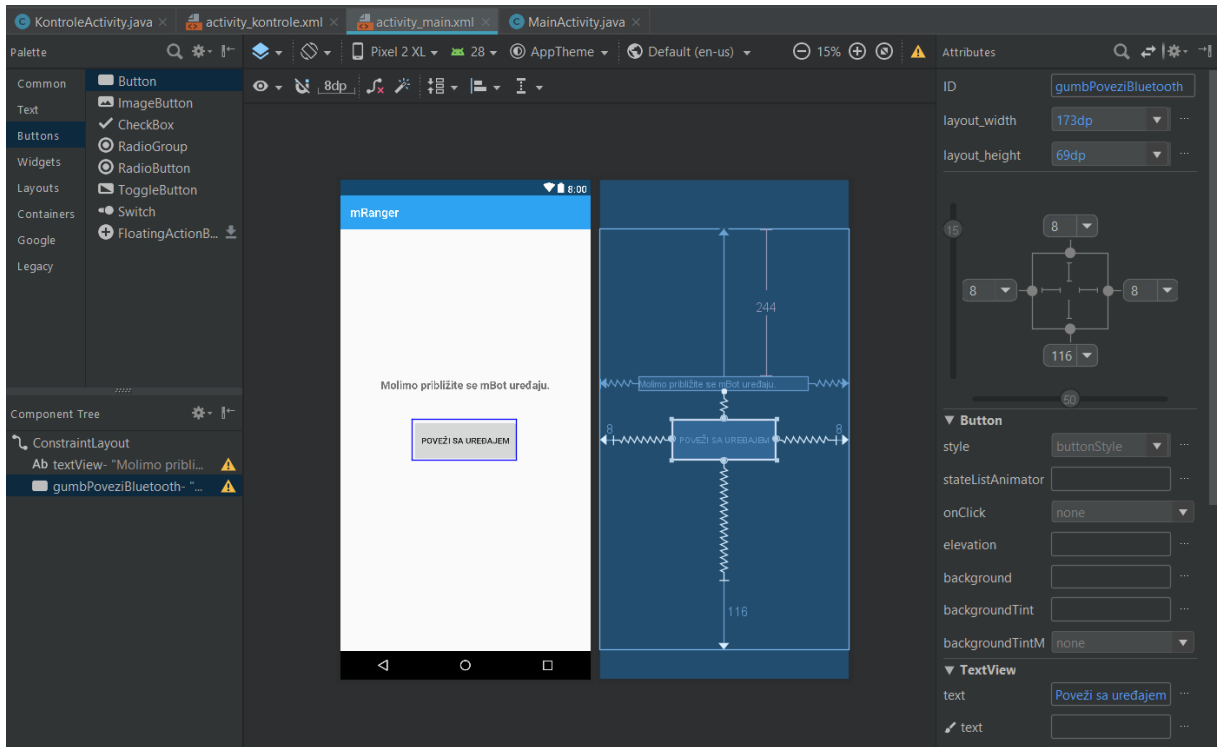 KontroleActivity.java activity_kontrole.xml activity_main.xml MainActivity.java
Palette
Common
Text
Buttons
Widgets
Layouts
Containers
Google
Legacy
Button
ImageButton
CheckBox
RadioGroup
RadioButton
ToggleButton
Switch
FloatingActionB...
Component Tree
ConstraintLayout
Ab textView- "Molimo pribli...
gumbPoveziBluetooth- "...
Pixel 2 XL 28 AppTheme Default (en-us) 15%
8dp
8:00
mRanger
Molimo približite se mBot uređaju.
POVEŽI SA UREĐAJEM
244
Molimo približite se mBot uređaju.
8 POVEŽI SA UREĐAJEM 8
116
Attributes
ID gumbPoveziBluetooth
layout_width 173dp
layout_height 69dp
15
8
8 8
116
50
Button
style buttonStyle
stateListAnimator
onClick none
elevation
background
backgroundTint
backgroundTintM none
TextView
text Poveži sa uređajem
text